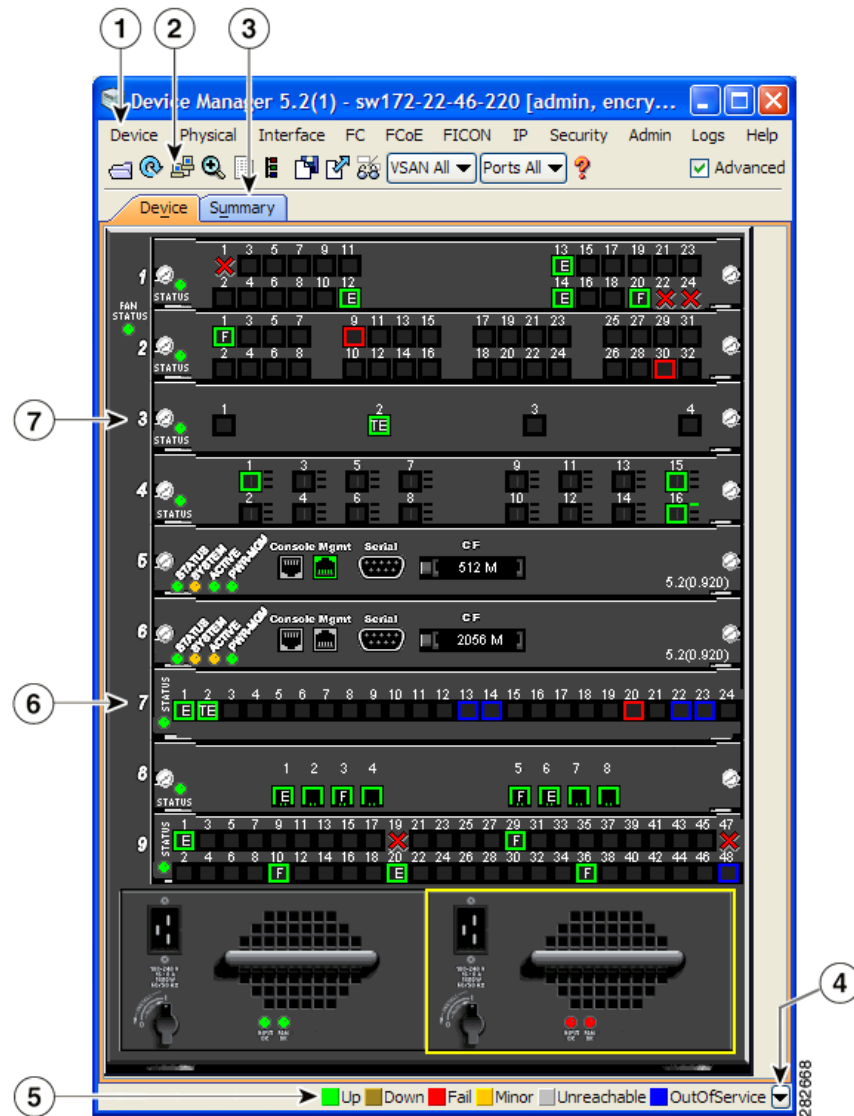 1 2 3
Device Manager 5.2(1) - sw172-22-46-220 [admin, encry...
Device Physical Interface FC FCoE FICON IP Security Admin Logs Help
VSAN All Ports All ? Advanced
Device Summary
1 3 5 7 9 11 13 15 17 19 21 23
1
E
STATUS
2 4 6 8 10 12 14 16 18 20 22 24
E E F
FAN
STATUS
1 3 5 7 9 11 13 15 17 19 21 23 25 27 29 31
F
2
STATUS
2 4 6 8 10 12 14 16 18 20 22 24 26 28 30 32
7
3
1 2 3 4
TE
STATUS
1 3 5 7 9 11 13 15
4
2 4 6 8 10 12 14 16
STATUS
5
STATUS SYSTEM ACTIVE PWR-MGM
Console Mgmt Serial CF
512 M
5.2(0.920)
6
STATUS SYSTEM ACTIVE PWR-MGM
Console Mgmt Serial CF
2056 M
5.2(0.920)
6
7
STATUS
1 2 3 4 5 6 7 8 9 10 11 12 13 14 15 16 17 18 19 20 21 22 23 24
E TE
8
1 2 3 4 5 6 7 8
STATUS
E F F E
9
STATUS
1 3 5 7 9 11 13 15 17 19 21 23 25 27 29 31 33 35 37 39 41 43 45 47
E F
2 4 6 8 10 12 14 16 18 20 22 24 26 28 30 32 34 36 38 40 42 44 46 48
F E F
INPUT OK FAN OK
INPUT OK FAN OK
4
5
Up Down Fail Minor Unreachable OutOfService
282668